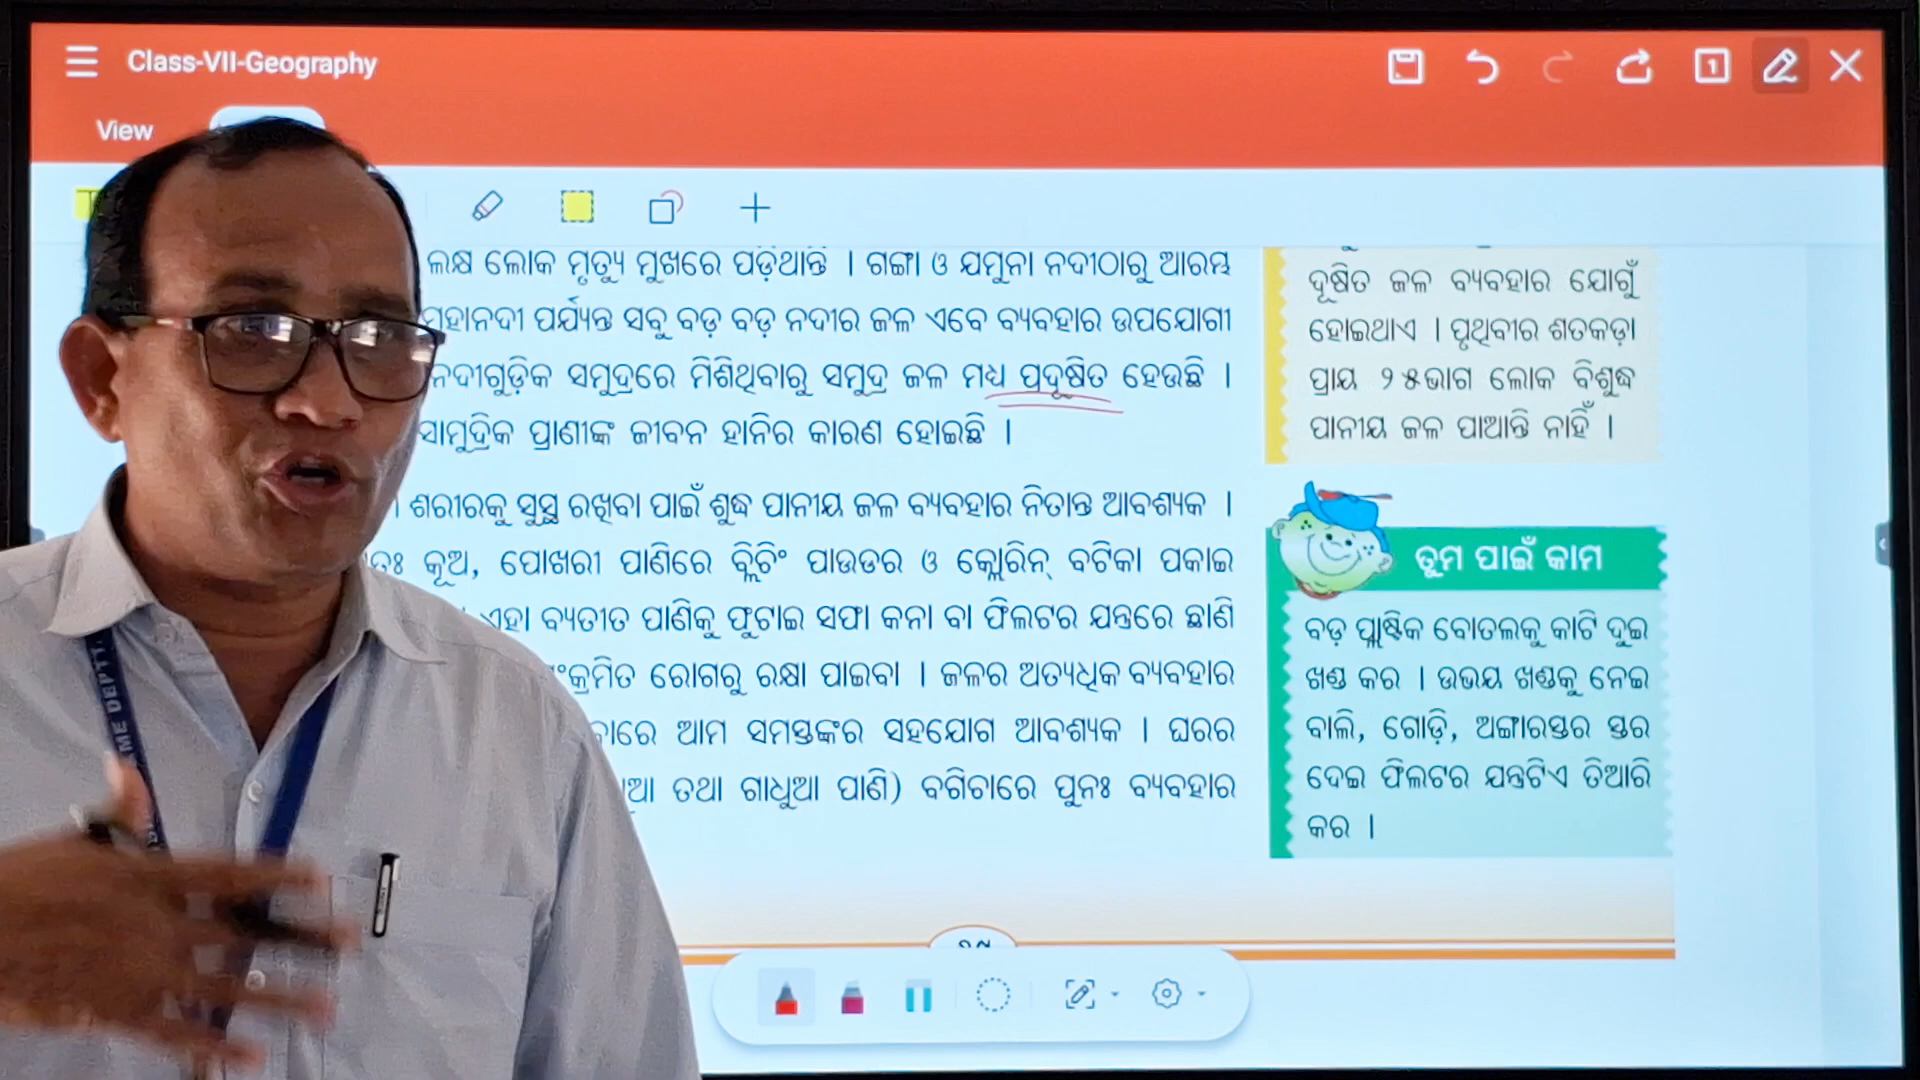 Class-VII-Geography
1
View
ଲକ୍ଷ ଲୋକ ମୃତ୍ୟୁ ମୁଖରେ ପଡ଼ିଥାନ୍ତି । ଗଙ୍ଗା ଓ ଯମୁନା ନଦୀଠାରୁ ଆରମ୍ଭ
ମହାନଦୀ ପର୍ଯ୍ୟନ୍ତ ସବୁ ବଡ଼ ବଡ଼ ନଦୀର ଜଳ ଏବେ ବ୍ୟବହାର ଉପଯୋଗୀ
ନଦୀଗୁଡ଼ିକ ସମୁଦ୍ରରେ ମିଶିଥିବାରୁ ସମୁଦ୍ର ଜଳ ମଧ୍ୟ ପ୍ରଦୂଷିତ ହେଉଛି ।
ସାମୁଦ୍ରିକ ପ୍ରାଣୀଙ୍କ ଜୀବନ ହାନିର କାରଣ ହୋଇଛି ।
ଶରୀରକୁ ସୁସ୍ଥ ରଖିବା ପାଇଁ ଶୁଦ୍ଧ ପାନୀୟ ଜଳ ବ୍ୟବହାର ନିତାନ୍ତ ଆବଶ୍ୟକ ।
କୂଅ, ପୋଖରୀ ପାଣିରେ ବ୍ଲିଚିଂ ପାଉଡର ଓ କ୍ଲୋରିନ୍ ବଟିକା ପକାଇ
ଏହା ବ୍ୟତୀତ ପାଣିକୁ ଫୁଟାଇ ସଫା କନା ବା ଫିଲଟର ଯନ୍ତ୍ରରେ ଛାଣି
ରୋଗରୁ ରକ୍ଷା ପାଇବା । ଜଳର ଅତ୍ୟଧିକ ବ୍ୟବହାର
ଆମ ସମସ୍ତଙ୍କର ସହଯୋଗ ଆବଶ୍ୟକ । ଘରର
ତଥା ଗାଧୁଆ ପାଣି) ବଗିଚାରେ ପୁନଃ ବ୍ୟବହାର
ଦୂଷିତ ଜଳ ବ୍ୟବହାର ଯୋଗୁଁ
ହୋଇଥାଏ । ପୃଥିବୀର ଶତକଡ଼ା
ପ୍ରାୟ ୨୫ଭାଗ ଲୋକ ବିଶୁଦ୍ଧ
ପାନୀୟ ଜଳ ପାଆନ୍ତି ନାହିଁ ।
ତୁମ ପାଇଁ କାମ
ବଡ଼ ପ୍ଲାଷ୍ଟିକ ବୋତଲକୁ କାଟି ଦୁଇ
ଖଣ୍ଡ କର । ଉଭୟ ଖଣ୍ଡକୁ ନେଇ
ବାଲି, ଗୋଡ଼ି, ଅଙ୍ଗାରସ୍ତର ସ୍ତର
ଦେଇ ଫିଲଟର ଯନ୍ତ୍ରଟିଏ ତିଆରି
କର ।